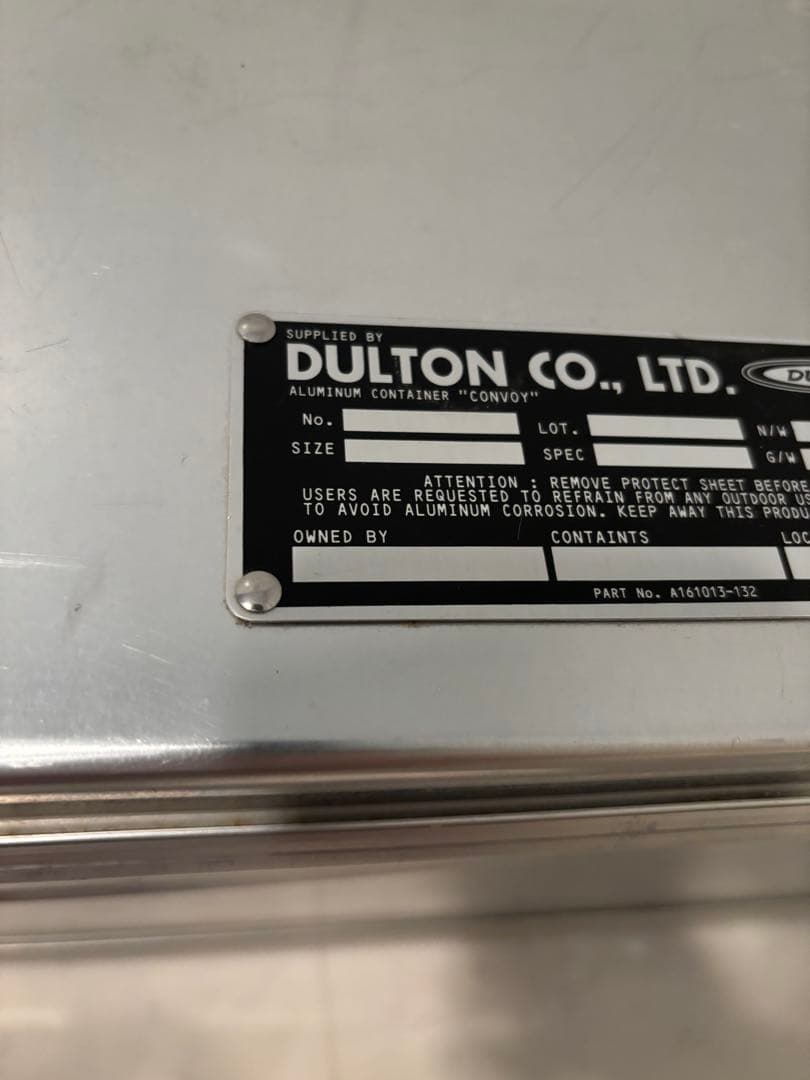 SUPPLIED BY
DULTON CO., LTD.
ALUMINUM CONTAINER "CONVOY"
No. LOT. N/W
SIZE SPEC G/W
ATTENTION : REMOVE PROTECT SHEET BEFORE
USERS ARE REQUESTED TO REFRAIN FROM ANY OUTDOOR
TO AVOID ALUMINUM CORROSION. KEEP AWAY THIS
OWNED BY CONTAINTS
PART No. A161013-132